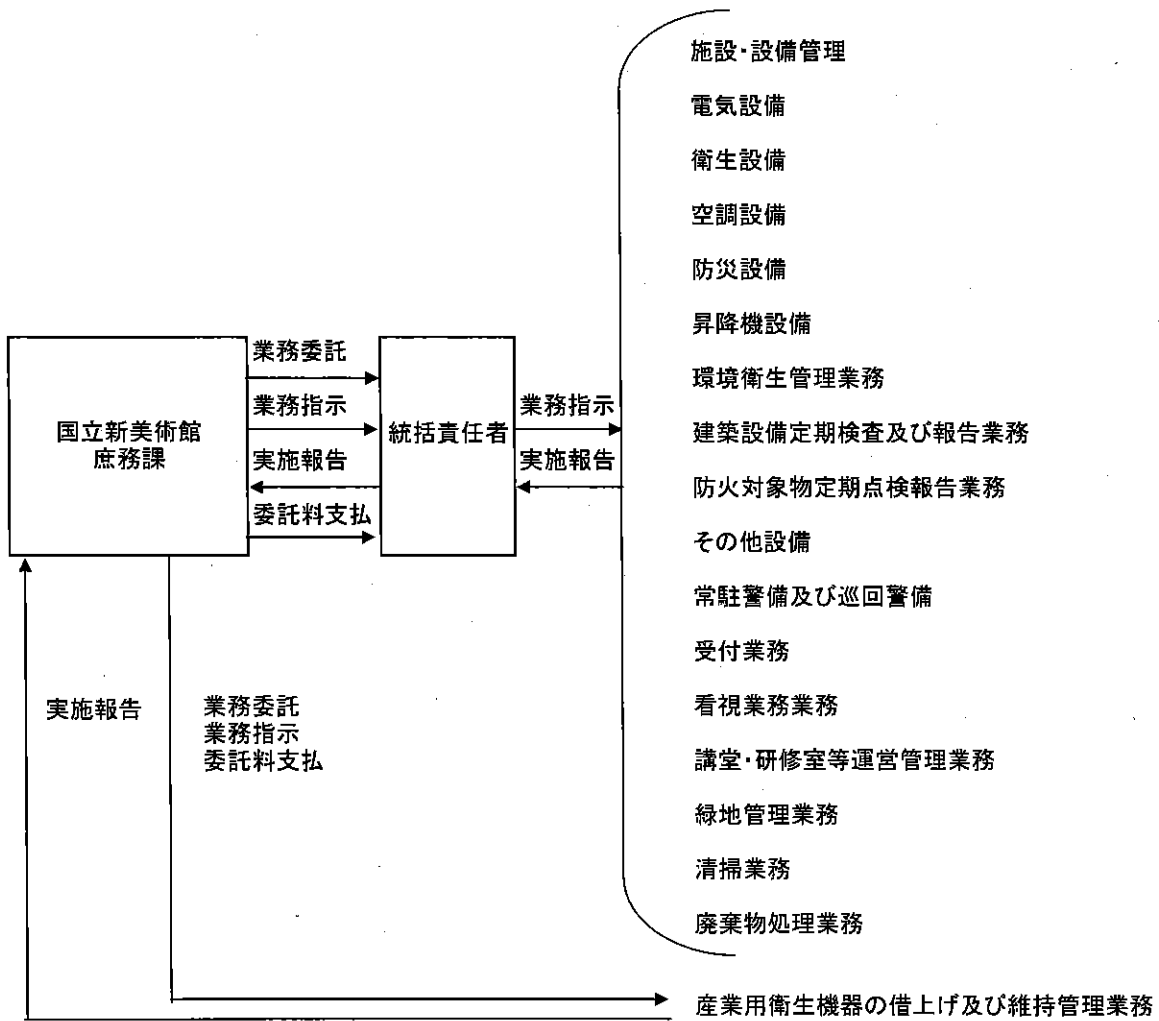 施設・設備管理
電気設備
衛生設備
空調設備
防災設備
昇降機設備
環境衛生管理業務
建築設備定期検査及び報告業務
防火対象物定期点検報告業務
その他設備
常駐警備及び巡回警備
受付業務
看視業務業務
講堂・研修室等運営管理業務
緑地管理業務
清掃業務
廃棄物処理業務
国立新美術館
庶務課
業務委託
業務指示
実施報告
委託料支払
統括責任者
業務指示
実施報告
実施報告
業務委託
業務指示
委託料支払
産業用衛生機器の借上げ及び維持管理業務